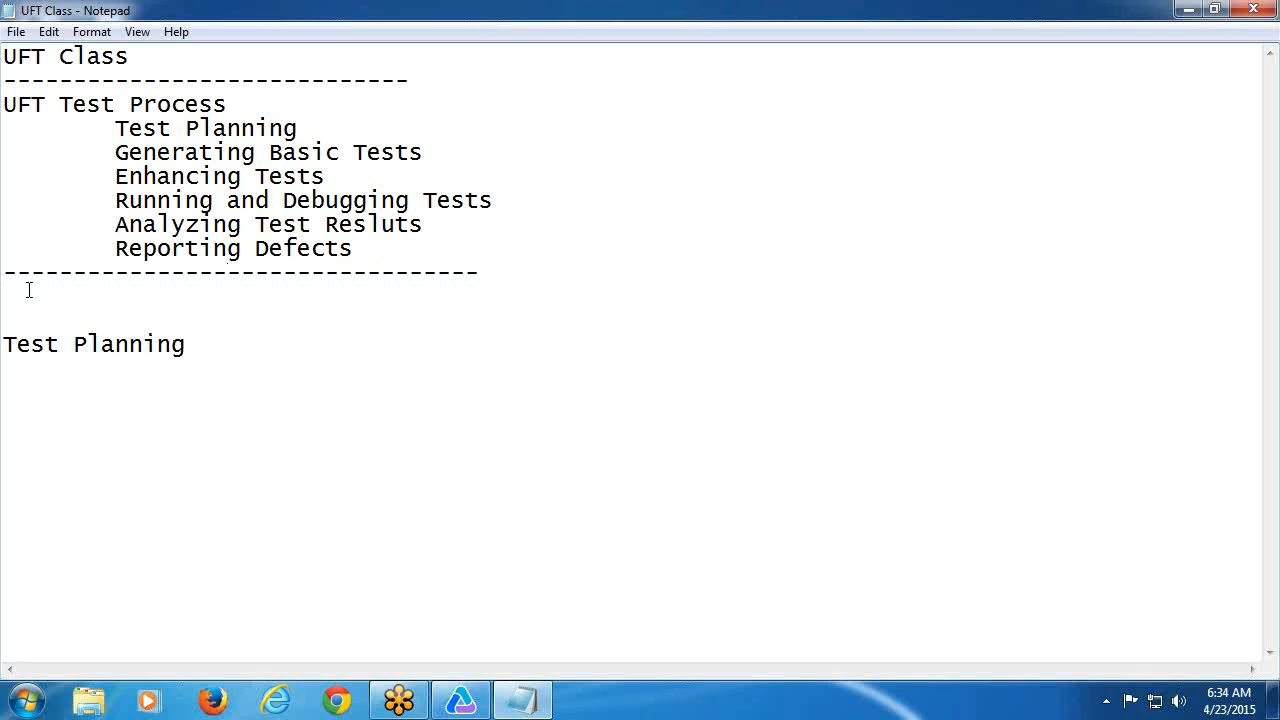 UFT Class - Notepad
File Edit Format View Help
UFT Class
-----------------------------
UFT Test Process
Test Planning
Generating Basic Tests
Enhancing Tests
Running and Debugging Tests
Analyzing Test Resluts
Reporting Defects
----------------------------------
Test Planning
6:34 AM
4/23/2015